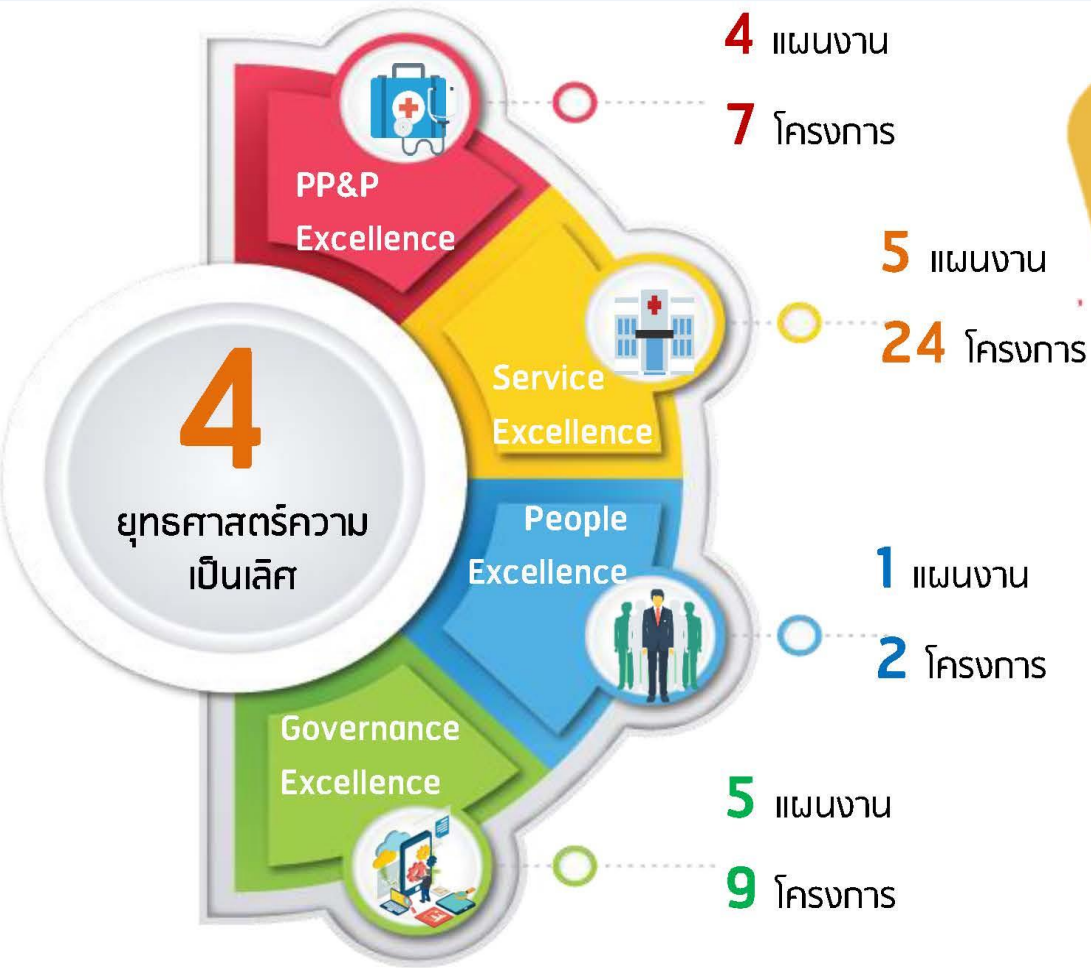 4 แผนงาน
7 โครงการ
PP&P
Excellence
5 แผนงาน
24 โครงการ
Service
Excellence
4
ยุทธศาสตร์ความ
เป็นเลิศ
People
Excellence
1 แผนงาน
2 โครงการ
Governance
Excellence
5 แผนงาน
9 โครงการ